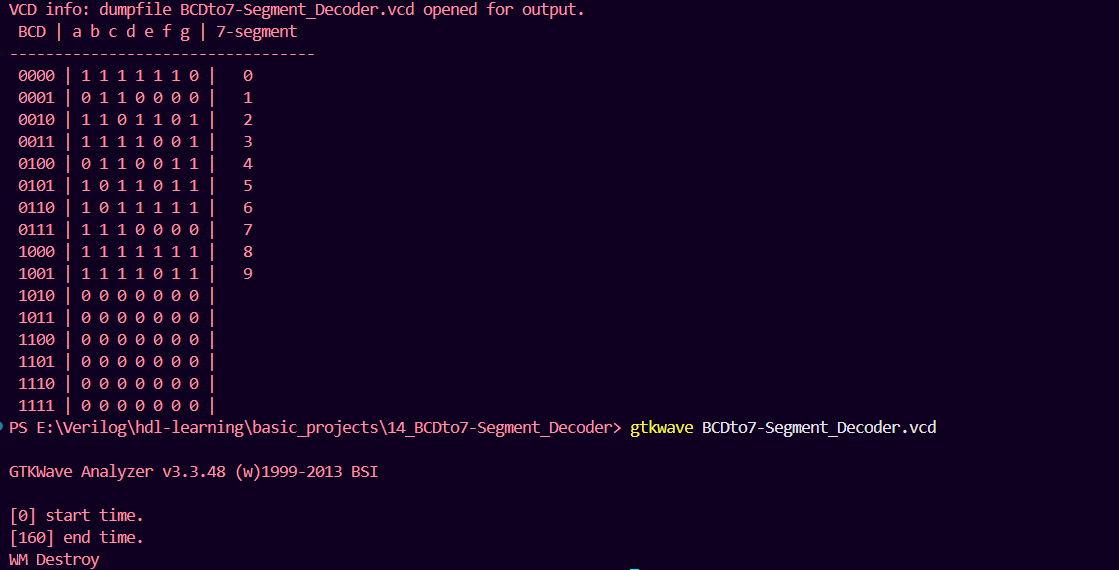 VCD info: dumpfile BCDto7-Segment_Decoder.vcd opened for output.
BCD | a b c d e f g | 7-segment
----------------------------------
0000 | 1 1 1 1 1 1 0 | 0
0001 | 0 1 1 0 0 0 0 | 1
0010 | 1 1 0 1 1 0 1 | 2
0011 | 1 1 1 1 0 0 1 | 3
0100 | 0 1 1 0 0 1 1 | 4
0101 | 1 0 1 1 0 1 1 | 5
0110 | 1 0 1 1 1 1 1 | 6
0111 | 1 1 1 0 0 0 0 | 7
1000 | 1 1 1 1 1 1 1 | 8
1001 | 1 1 1 1 0 1 1 | 9
1010 | 0 0 0 0 0 0 0 |
1011 | 0 0 0 0 0 0 0 |
1100 | 0 0 0 0 0 0 0 |
1101 | 0 0 0 0 0 0 0 |
1110 | 0 0 0 0 0 0 0 |
1111 | 0 0 0 0 0 0 0 |
PS E:\Verilog\hdl-learning\basic_projects\14_BCDto7-Segment_Decoder> gtkwave BCDto7-Segment_Decoder.vcd
GTKWave Analyzer v3.3.48 (w)1999-2013 BSI
[0] start time.
[160] end time.
WM Destroy